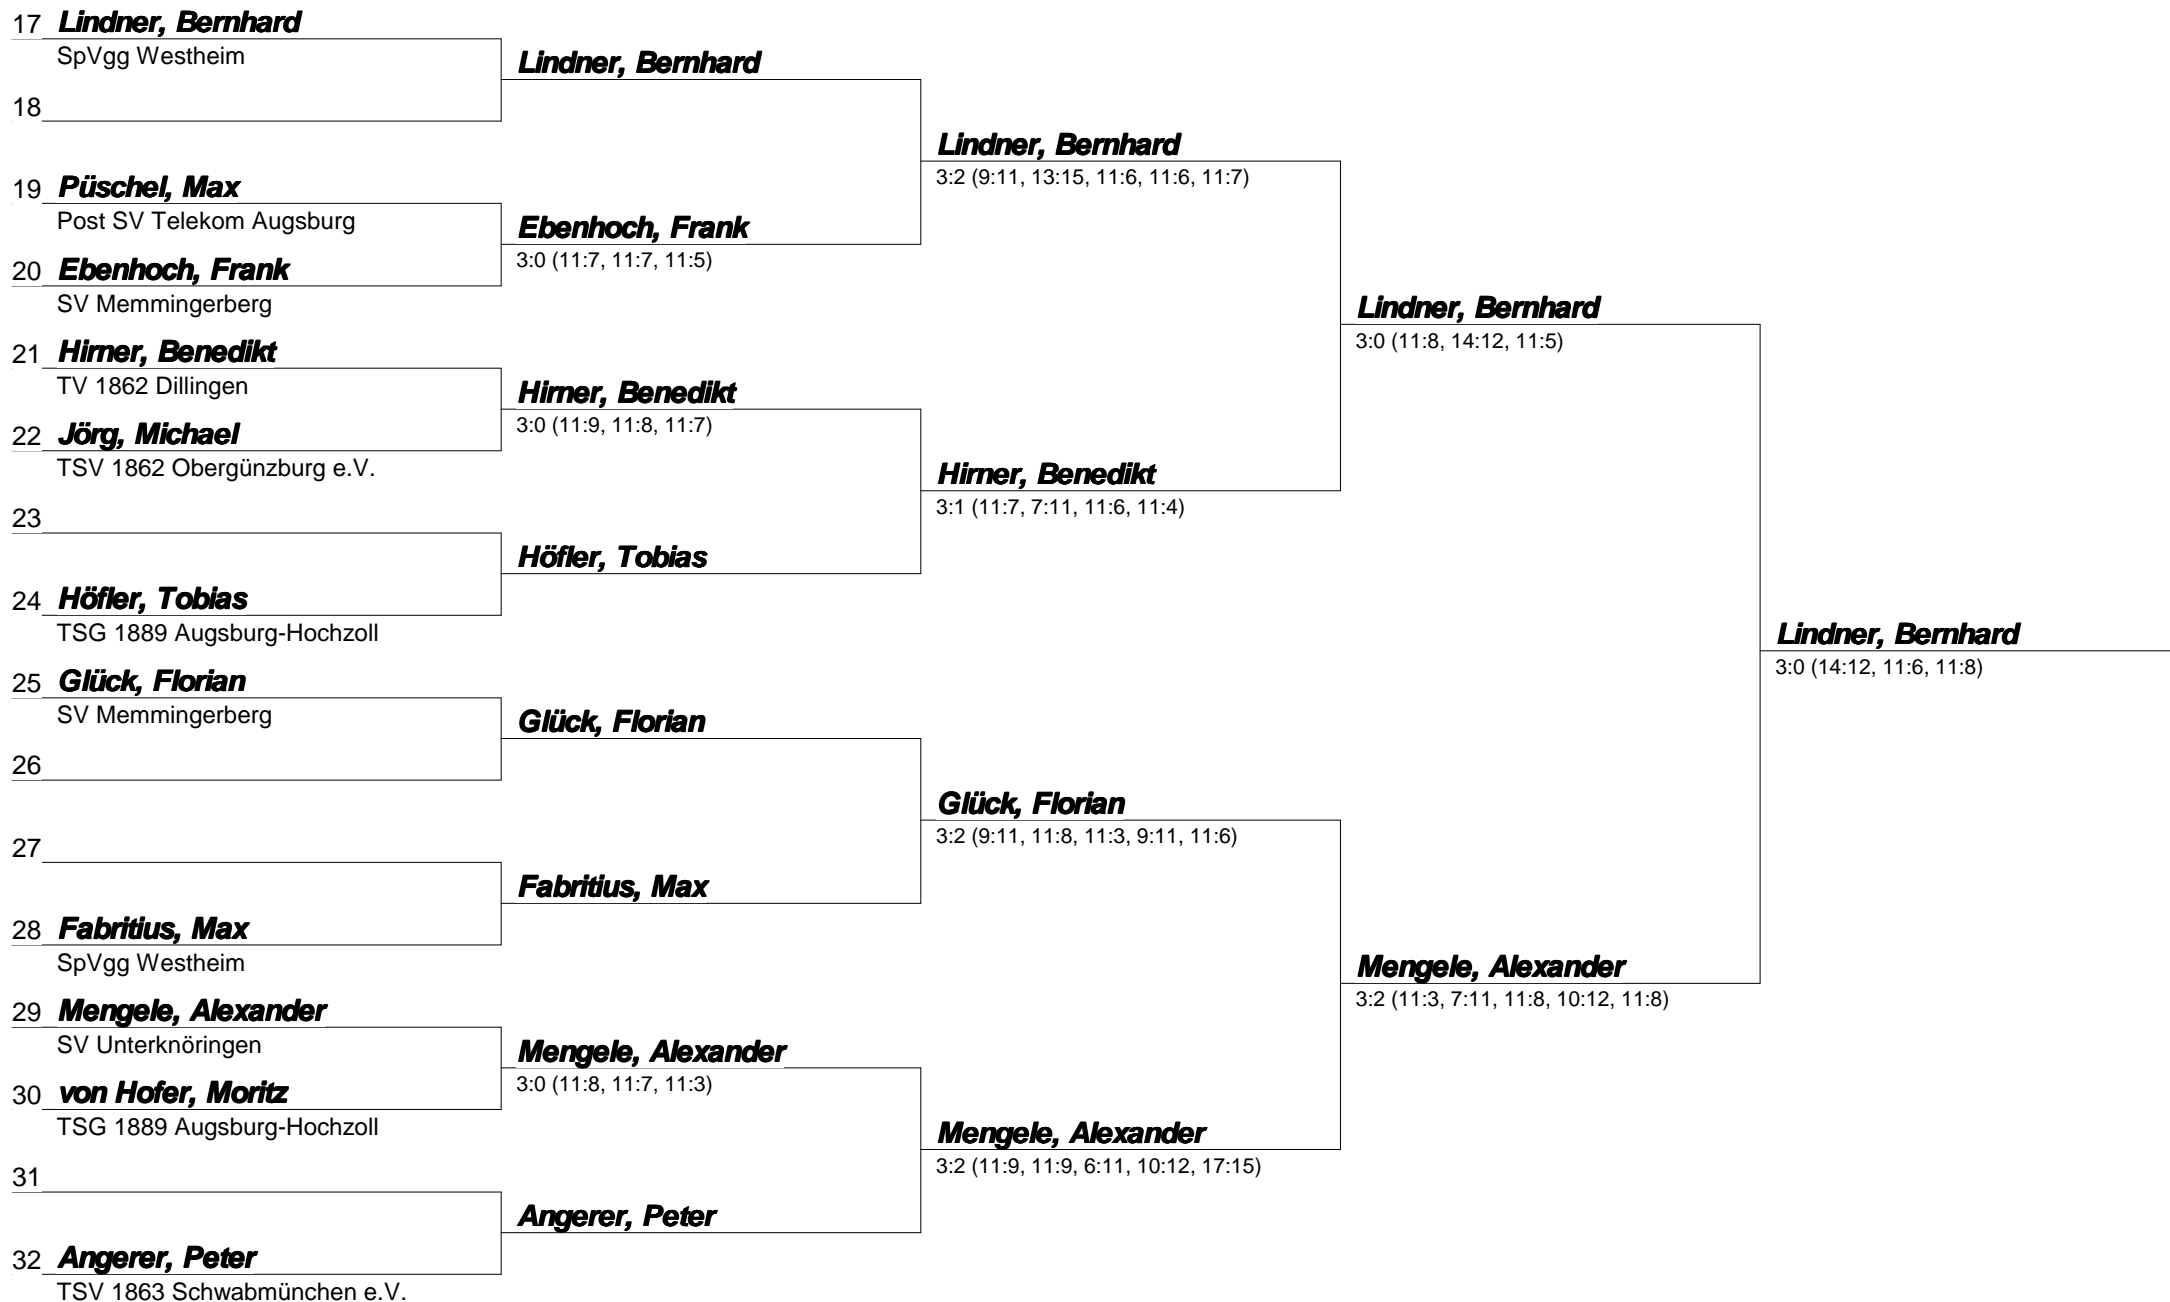 17 Lindner, Bernhard
SpVgg Westheim
Lindner, Bernhard
18
Lindner, Bernhard
3:2 (9:11, 13:15, 11:6, 11:6, 11:7)
19 Püschel, Max
Post SV Telekom Augsburg
Ebenhoch, Frank
3:0 (11:7, 11:7, 11:5)
20 Ebenhoch, Frank
SV Memmingerberg
Lindner, Bernhard
3:0 (11:8, 14:12, 11:5)
21 Hirner, Benedikt
TV 1862 Dillingen
Hirner, Benedikt
3:0 (11:9, 11:8, 11:7)
22 Jörg, Michael
TSV 1862 Obergünzburg e.V.
Hirner, Benedikt
3:1 (11:7, 7:11, 11:6, 11:4)
23
Höfler, Tobias
24 Höfler, Tobias
TSG 1889 Augsburg-Hochzoll
Lindner, Bernhard
3:0 (14:12, 11:6, 11:8)
25 Glück, Florian
SV Memmingerberg
Glück, Florian
26
Glück, Florian
3:2 (9:11, 11:8, 11:3, 9:11, 11:6)
27
Fabritius, Max
28 Fabritius, Max
SpVgg Westheim
Mengele, Alexander
3:2 (11:3, 7:11, 11:8, 10:12, 11:8)
29 Mengele, Alexander
SV Unterknöringen
Mengele, Alexander
3:0 (11:8, 11:7, 11:3)
30 von Hofer, Moritz
TSG 1889 Augsburg-Hochzoll
Mengele, Alexander
3:2 (11:9, 11:9, 6:11, 10:12, 17:15)
31
Angerer, Peter
32 Angerer, Peter
TSV 1863 Schwabmünchen e.V.